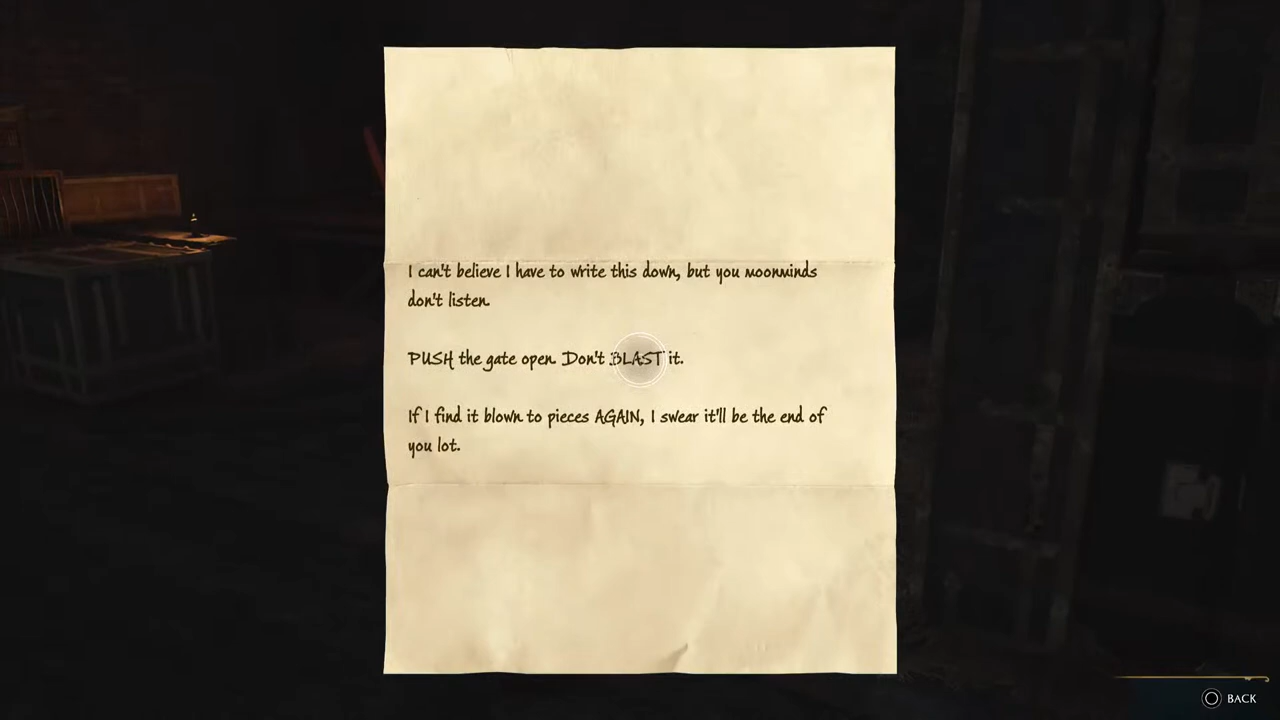 I can't believe I have to write this down, but you moonminds
don't listen.
PUSH the gate open. Don't BLAST it.
If I find it blown to pieces AGAIN, I swear it'll be the end of
you lot.
BACK